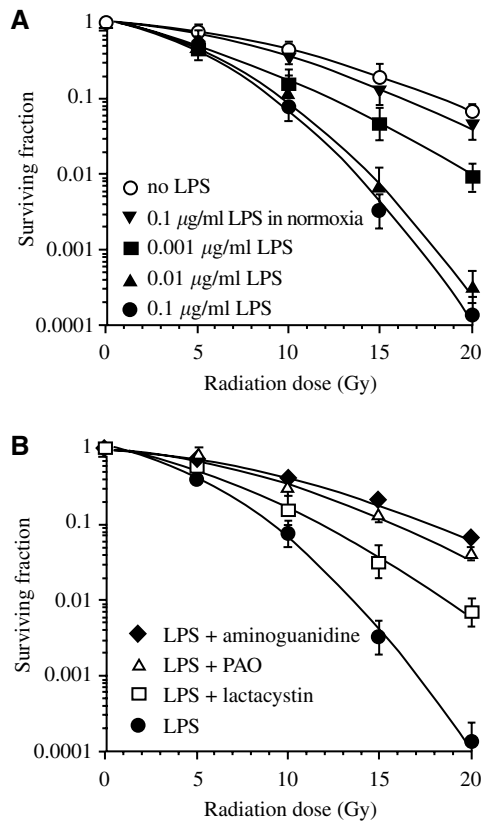 A
Surviving fraction
1
0.1
0.01
0.001
0.0001
no LPS
0.1 µg/ml LPS in normoxia
0.001 µg/ml LPS
0.01 µg/ml LPS
0.1 µg/ml LPS
0 5 10 15 20
Radiation dose (Gy)
B
Surviving fraction
1
0.1
0.01
0.001
0.0001
LPS + aminoguanidine
LPS + PAO
LPS + lactacystin
LPS
0 5 10 15 20
Radiation dose (Gy)